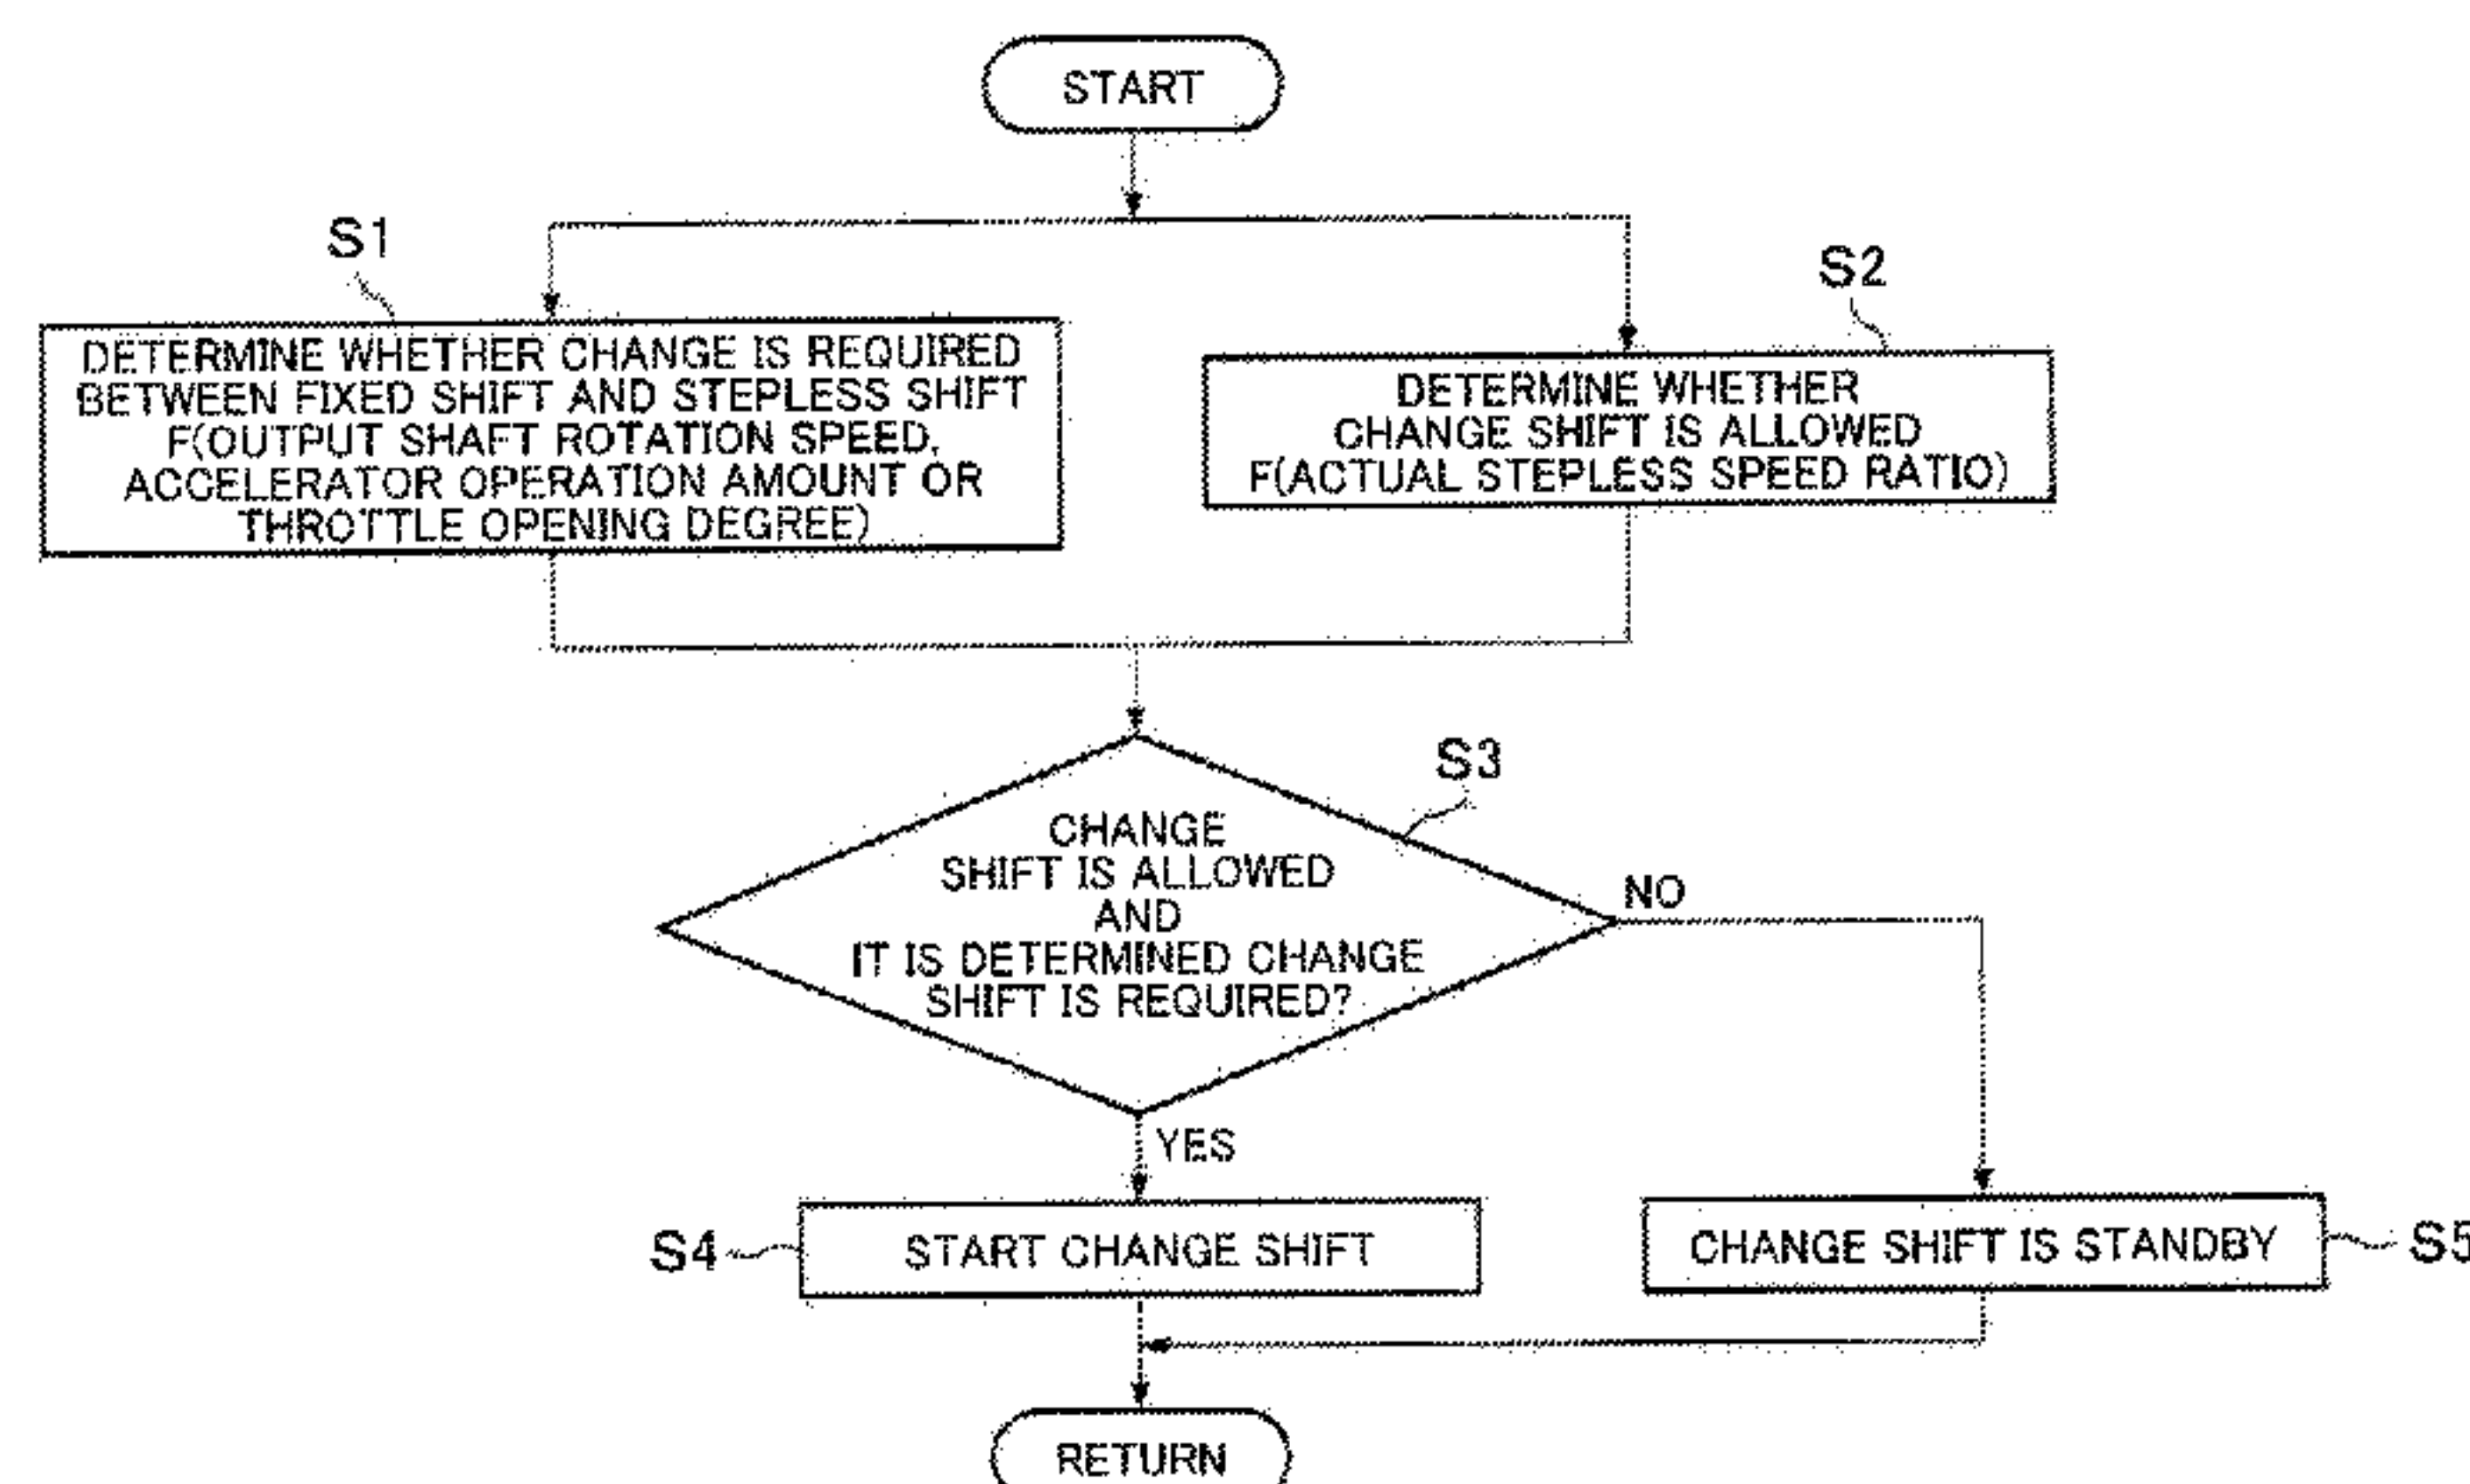 START
S1
S2
DETERMINE WHETHER CHANGE IS REQUIRED
BETWEEN FIXED SHIFT AND STEPLESS SHIFT
F(OUTPUT SHAFT ROTATION SPEED,
ACCELERATOR OPERATION AMOUNT OR
THROTTLE OPENING DEGREE)
DETERMINE WHETHER
CHANGE SHIFT IS ALLOWED
F(ACTUAL STEPLESS SPEED RATIO)
S3
CHANGE
SHIFT IS ALLOWED
AND
IT IS DETERMINED CHANGE
SHIFT IS REQUIRED?
NO
YES
S4
START CHANGE SHIFT
CHANGE SHIFT IS STANDBY
S5
RETURN